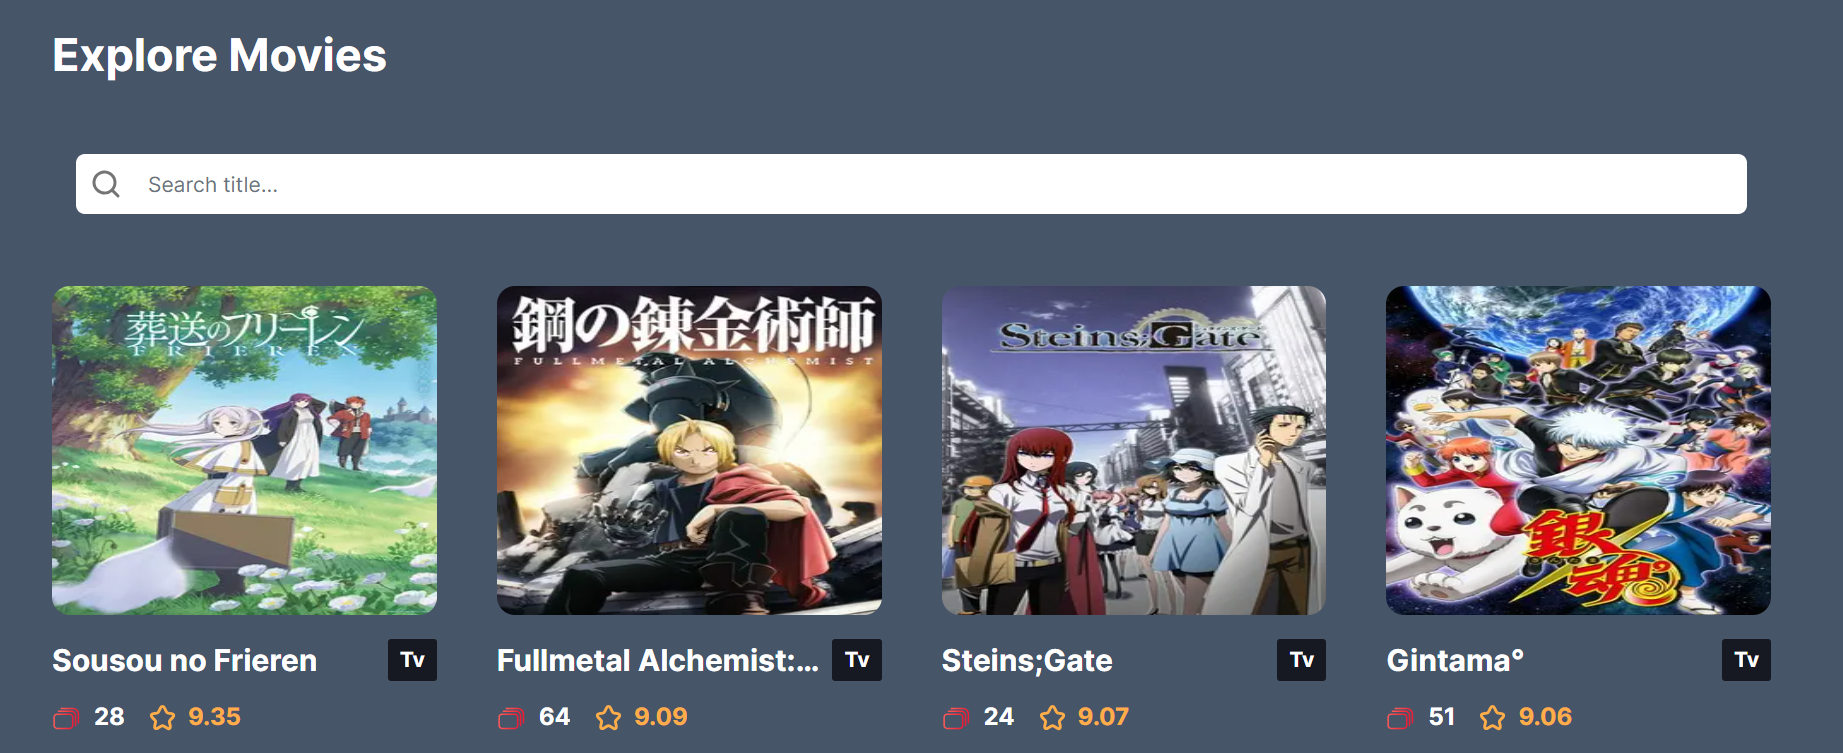 Explore Movies
Search title...
葬送のフリーレン
FRIEREN
鋼の錬金術師
FULLMETAL ALCHEMIST
Steins;Gate
銀魂°
Sousou no Frieren
Tv
Fullmetal Alchemist:...
Tv
Steins;Gate
Tv
Gintama°
Tv
28
9.35
64
9.09
24
9.07
51
9.06